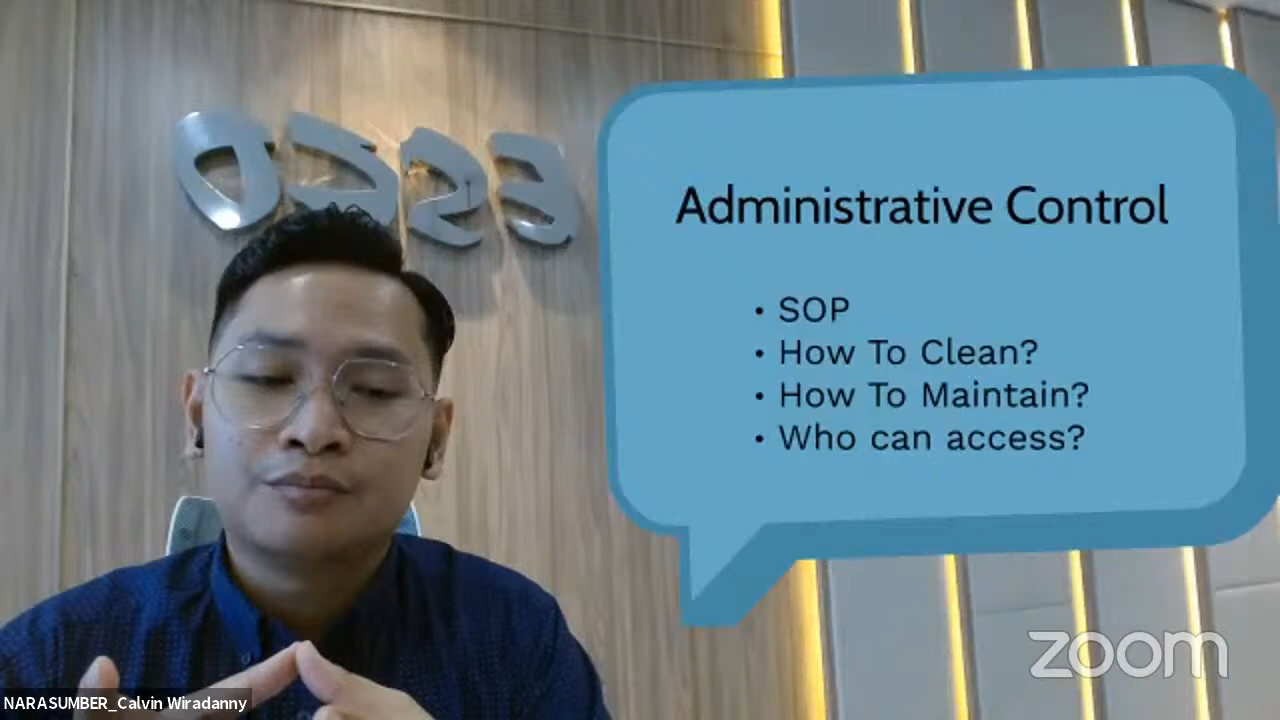 Administrative Control
• SOP
• How To Clean?
• How To Maintain?
• Who can access?
zoom
NARASUMBER_Calvin Wiradanny